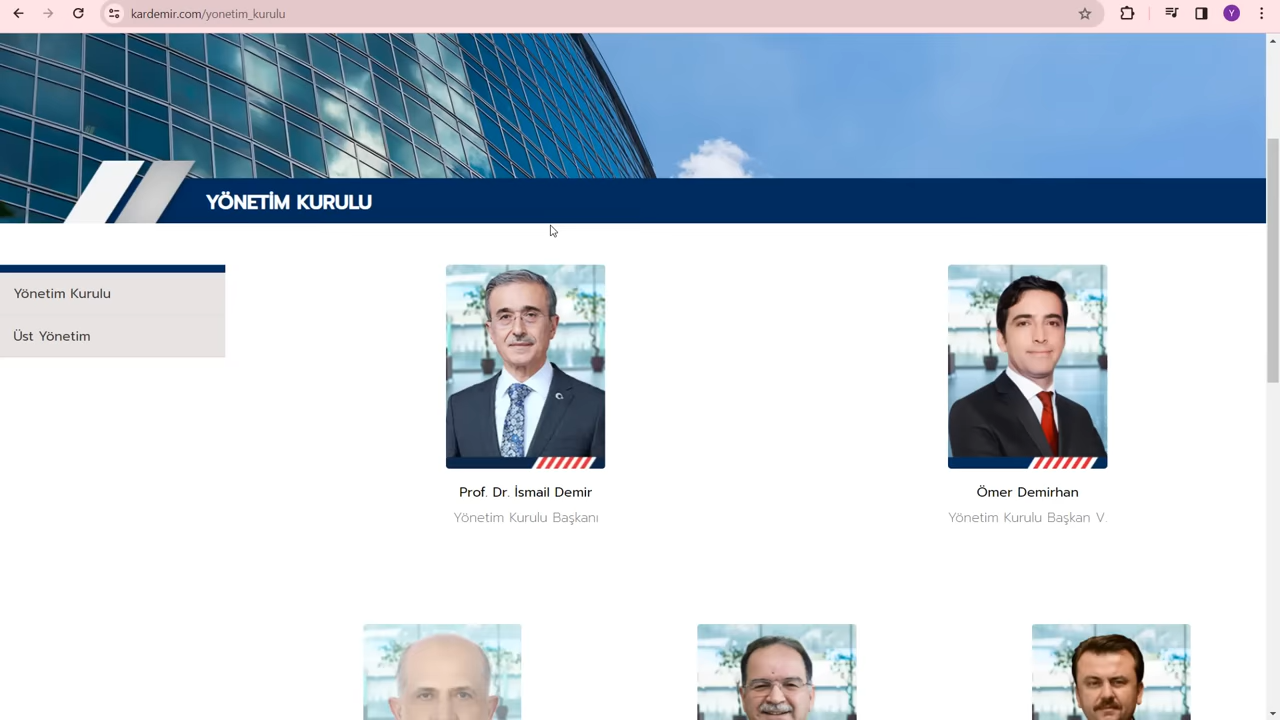 kardemir.com/yonetim_kurulu
Y
YÖNETİM KURULU
Yönetim Kurulu
Üst Yönetim
Prof. Dr. İsmail Demir
Yönetim Kurulu Başkanı
Ömer Demirhan
Yönetim Kurulu Başkan V.